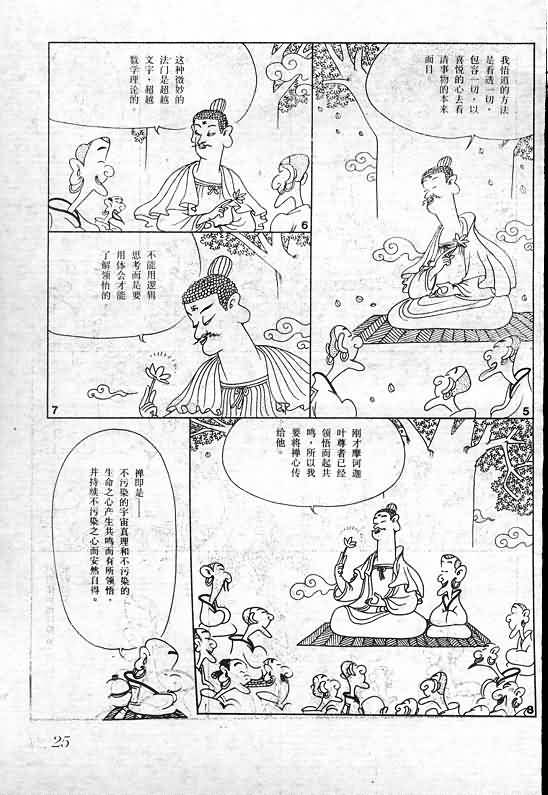 我悟道的方法
是看透一切,
包容一切,以
喜悦的心去看
清事物的本来
面目。
5
这种微妙的
法门是超越
文字,超越
数学理论的。
6
不能用逻辑
思考而是要
用体会才能
了解领悟的。
7
刚才摩诃迦
叶尊者已经
领悟而起共
鸣,所以我
要将禅心传
给他。
8
禅即是——
不污染的宇宙真理和不污染的
生命之心产生共鸣而有所领悟,
并持续不污染之心而安然自得。
25